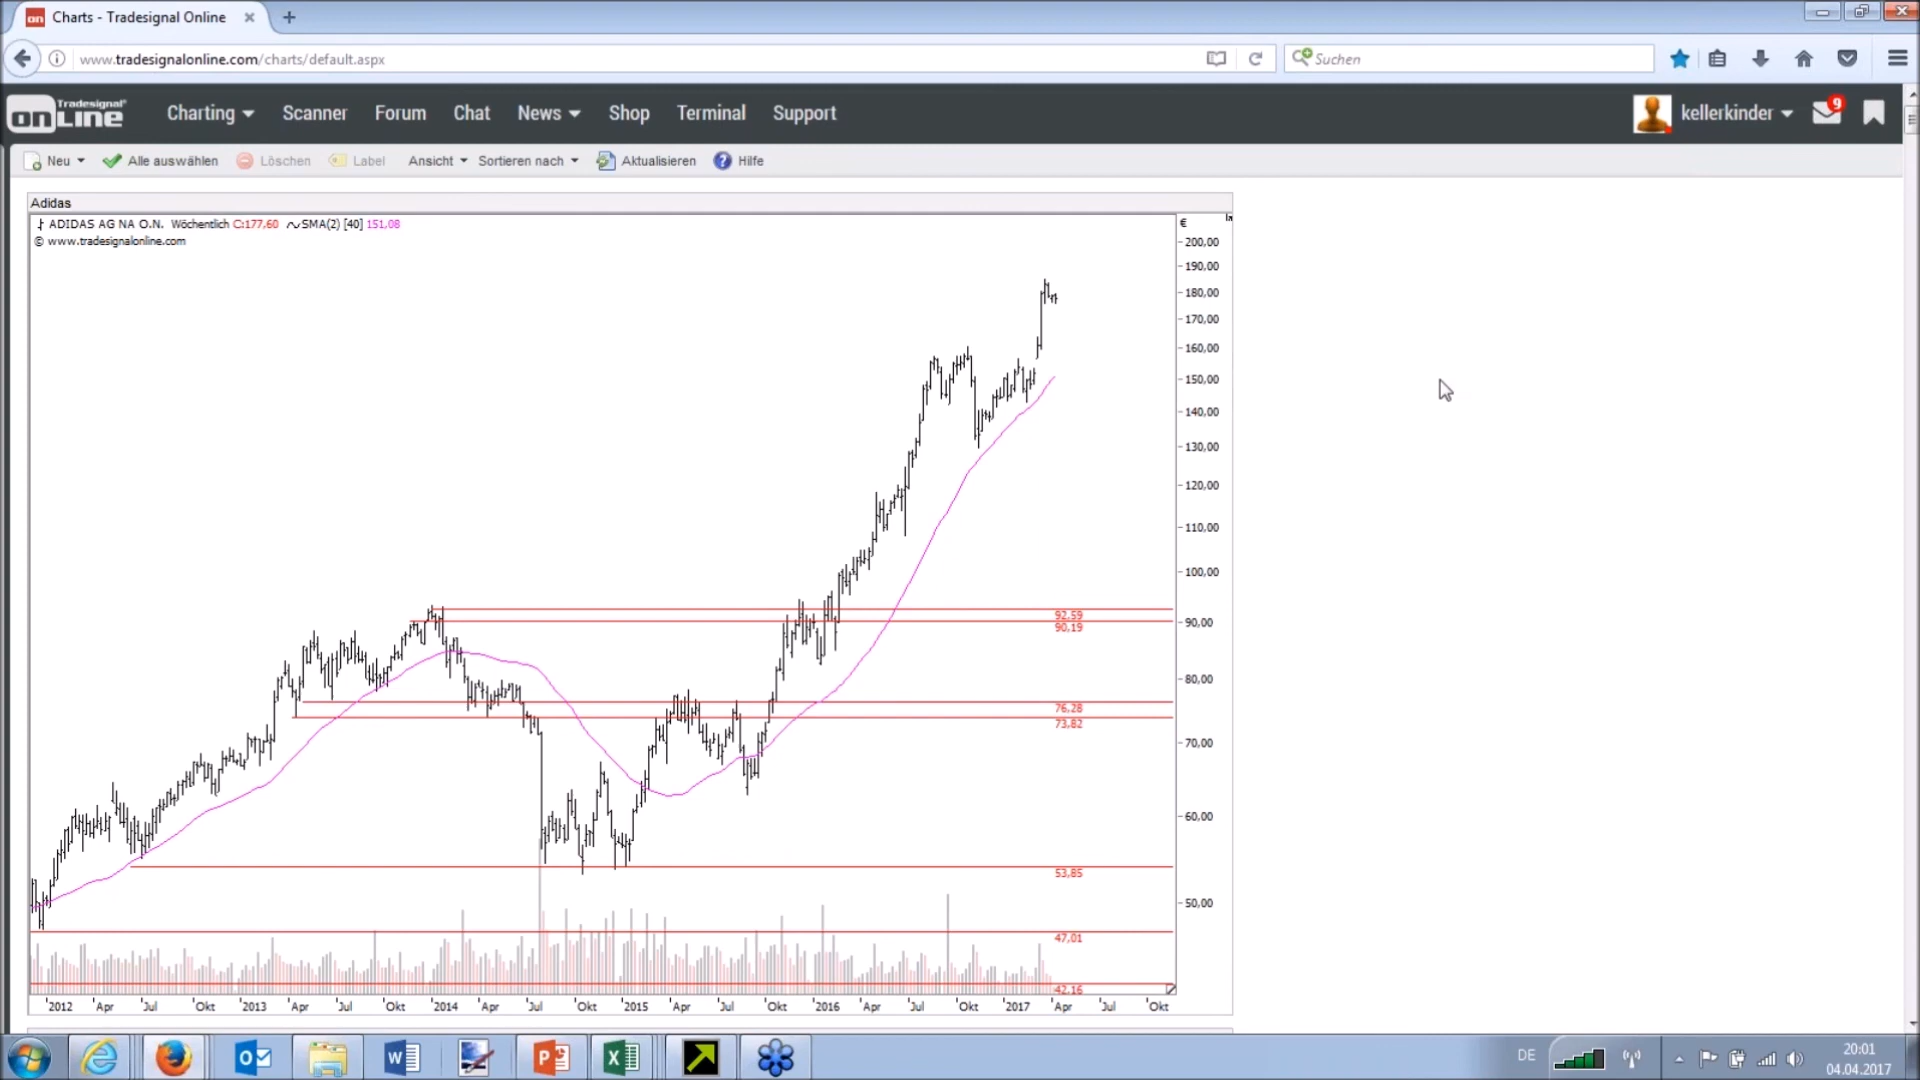 Charts - Tradesignal Online
www.tradesignalonline.com/charts/default.aspx
Suchen
Tradesignal®
onLine
Charting
Scanner
Forum
Chat
News
Shop
Terminal
Support
kellerkinder
9
Neu
Alle auswählen
Löschen
Label
Ansicht
Sortieren nach
Aktualisieren
Hilfe
Adidas
ADIDAS AG NA O.N. Wöchentlich C:177,60 SMA(2) [40] 151,08
© www.tradesignalonline.com
€
200,00
190,00
180,00
170,00
160,00
150,00
140,00
130,00
120,00
110,00
100,00
90,00
80,00
70,00
60,00
50,00
92,59
90,19
76,28
73,82
53,85
47,01
42,16
2012 Apr Jul Okt 2013 Apr Jul Okt 2014 Apr Jul Okt 2015 Apr Jul Okt 2016 Apr Jul Okt 2017 Apr Jul Okt
DE
20:01
04.04.2017